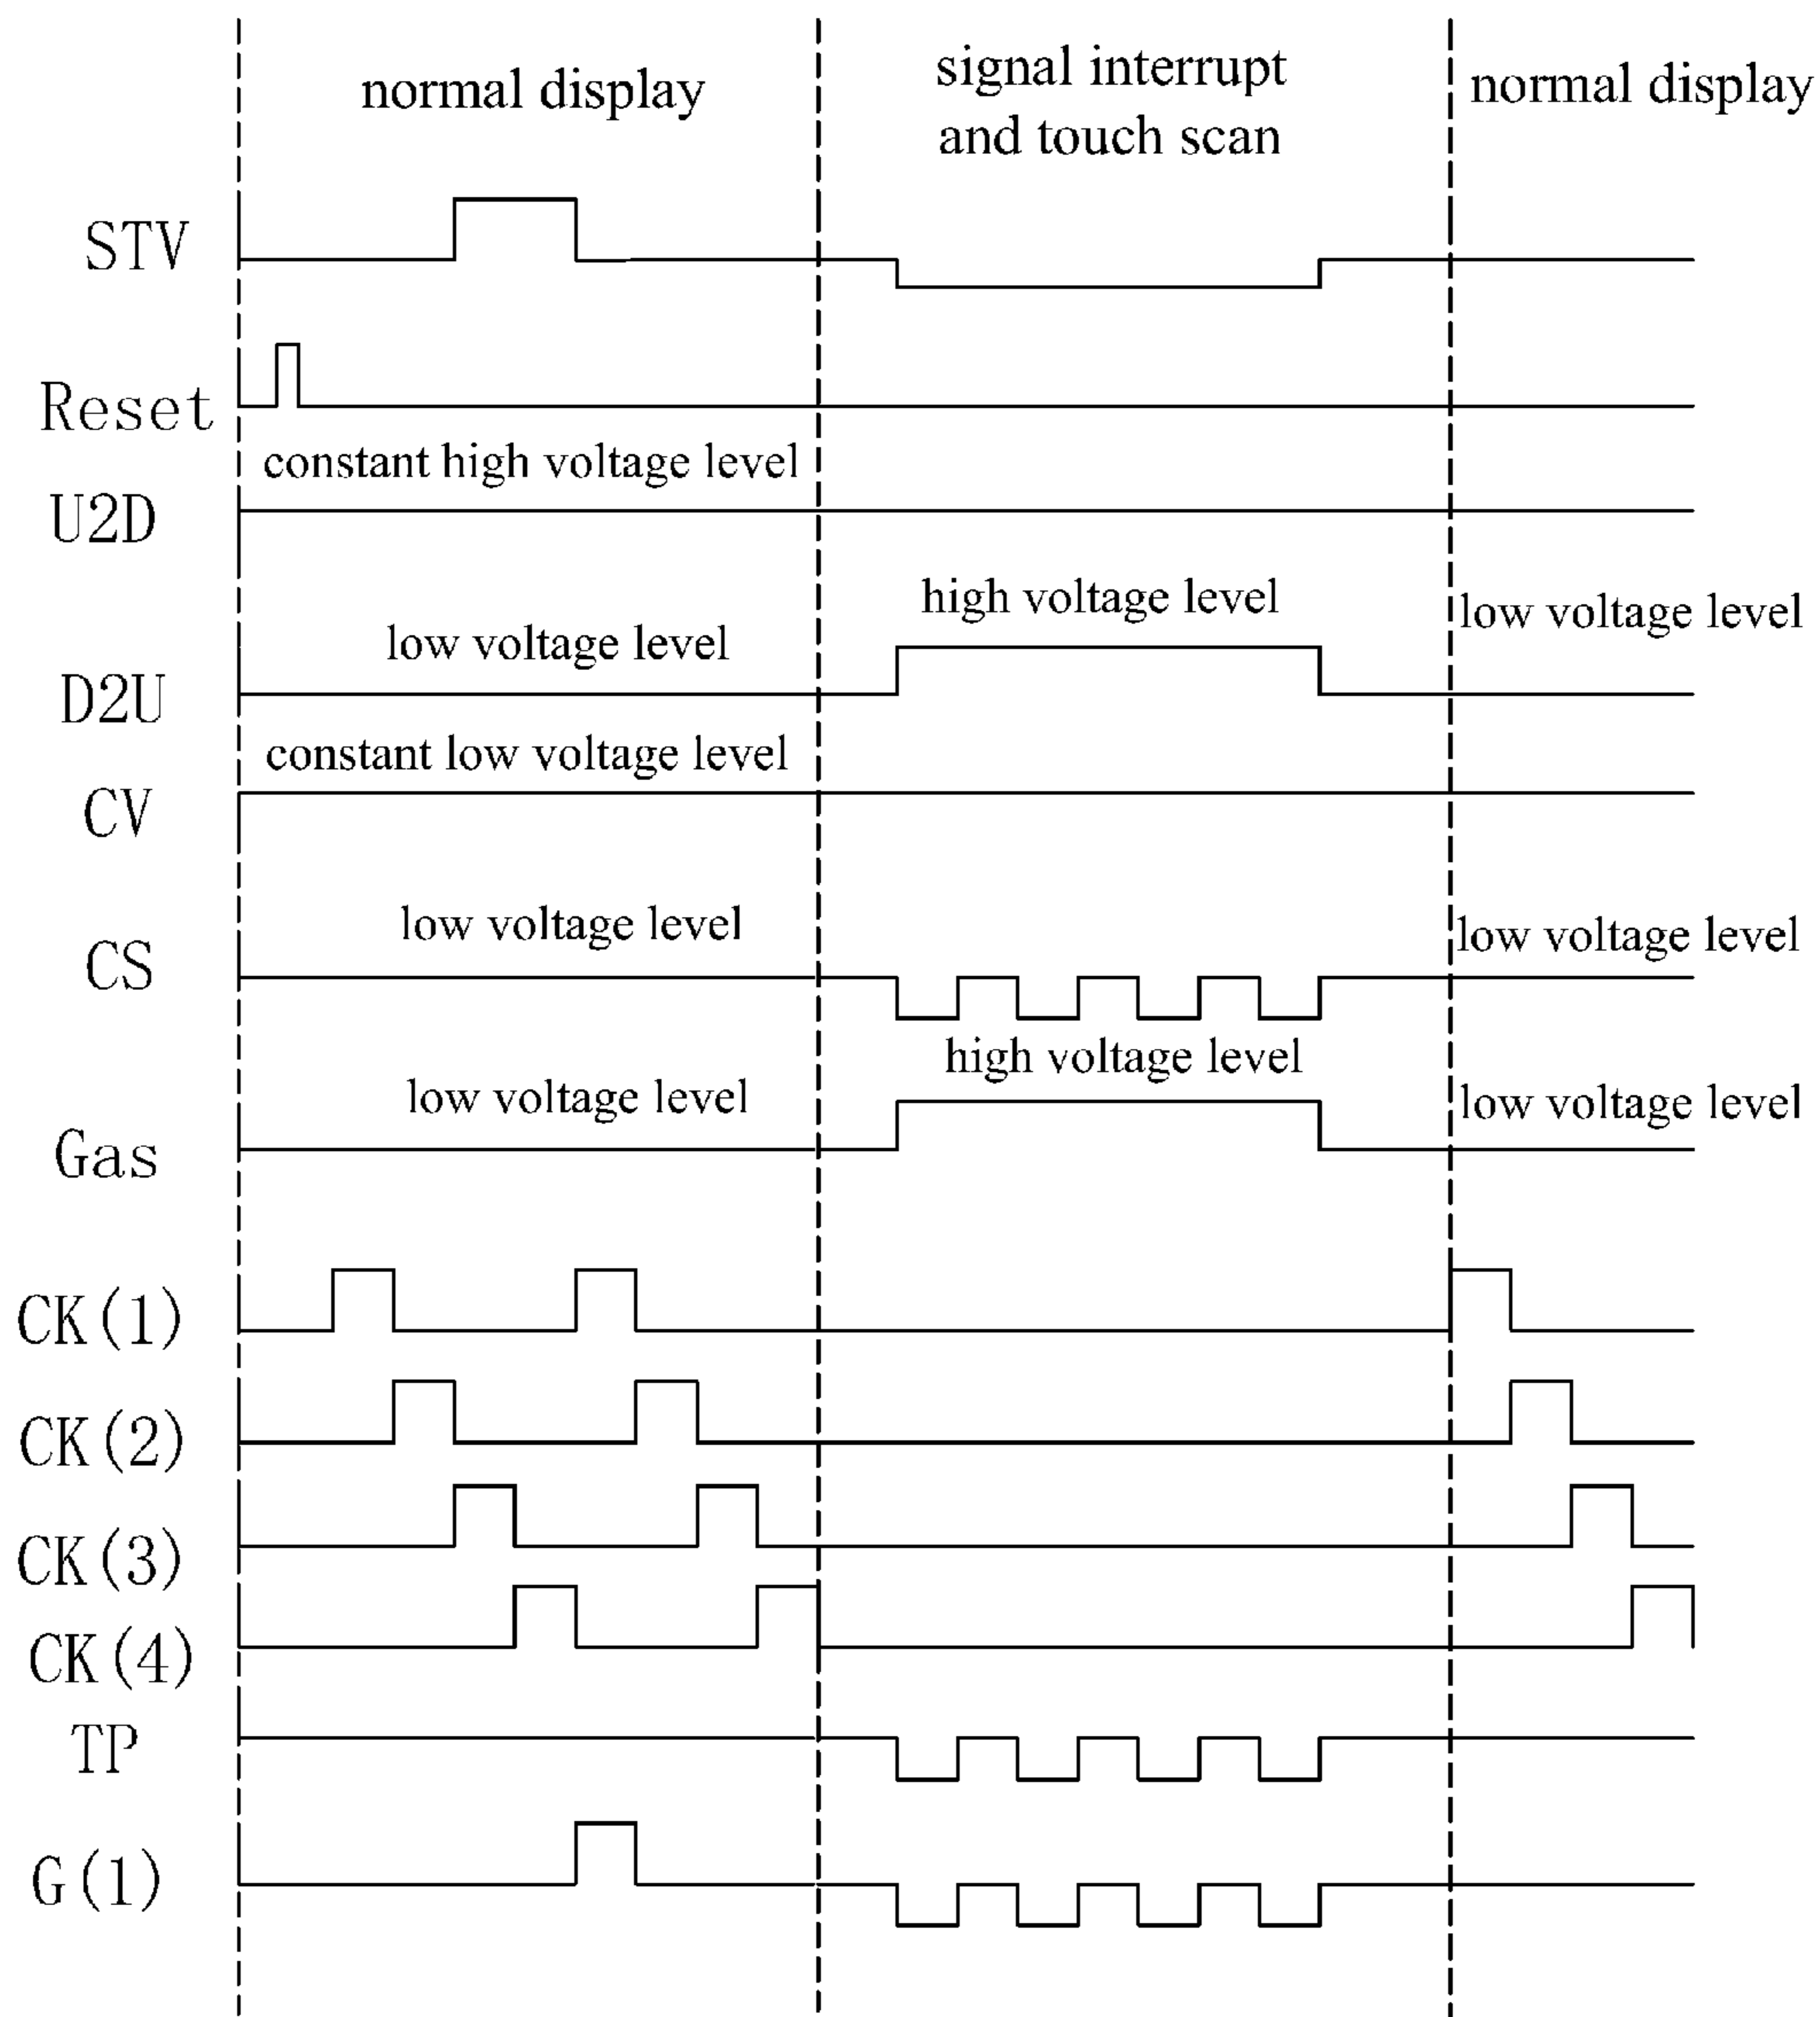 normal display
signal interrupt
and touch scan
normal display
STV
Reset
constant high voltage level
U2D
high voltage level
low voltage level
low voltage level
D2U
constant low voltage level
CV
low voltage level
low voltage level
CS
high voltage level
low voltage level
low voltage level
Gas
CK(1)
CK(2)
CK(3)
CK(4)
TP
G(1)